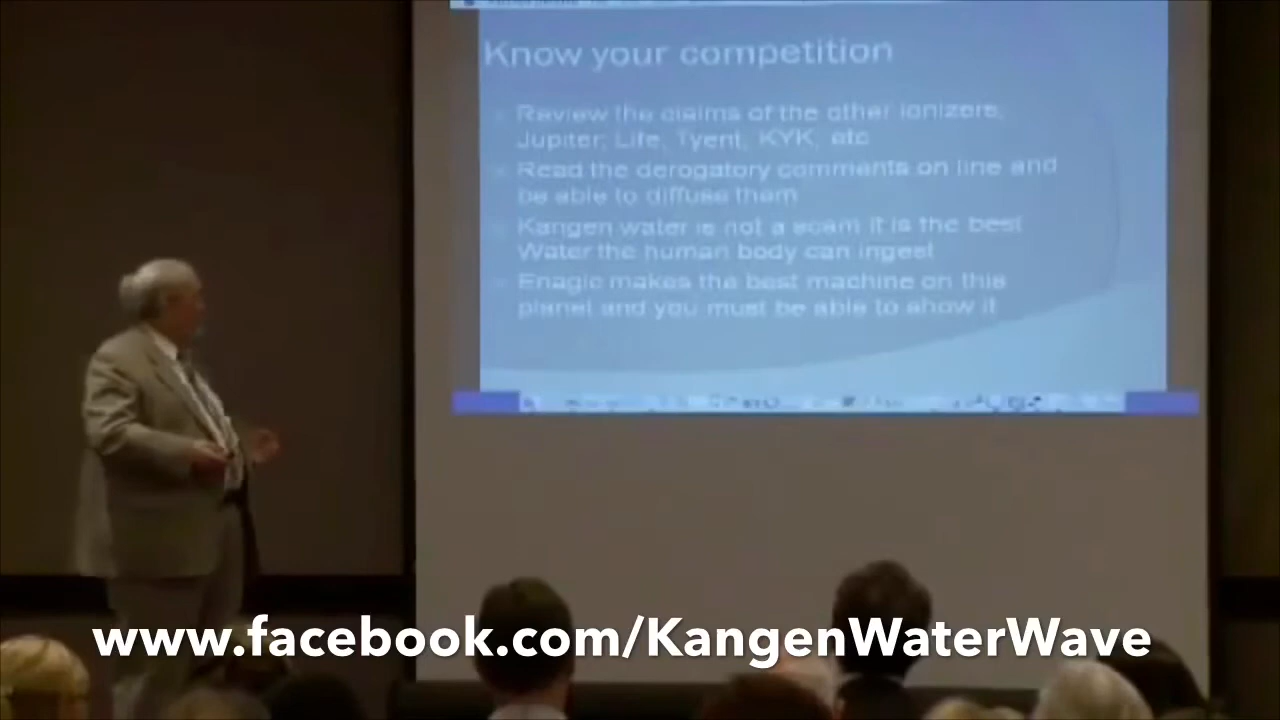 Know your competition
Review the claims of the other ionizers,
Jupiter, Life, Tyent, KYK, etc
Read the derogatory comments on line and
be able to diffuse them
Kangen water is not a scam it is the best
Water the human body can ingest
Enagic makes the best machine on this
planet and you must be able to show it
www.facebook.com/KangenWaterWave